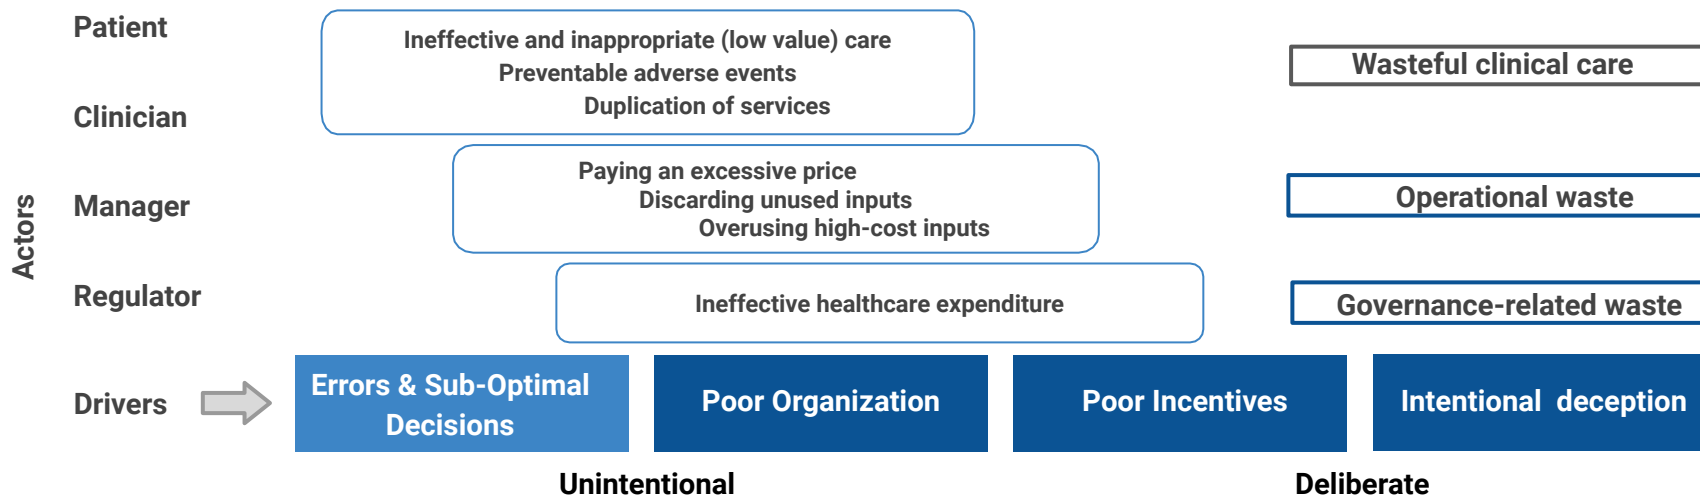 Patient
Ineffective and inappropriate (low value) care
Preventable adverse events
Duplication of services
Wasteful clinical care
Clinician
Actors
Manager
Paying an excessive price
Discarding unused inputs
Overusing high-cost inputs
Operational waste
Regulator
Ineffective healthcare expenditure
Governance-related waste
Drivers
Errors & Sub-Optimal
Decisions
Poor Organization
Poor Incentives
Intentional deception
Unintentional
Deliberate